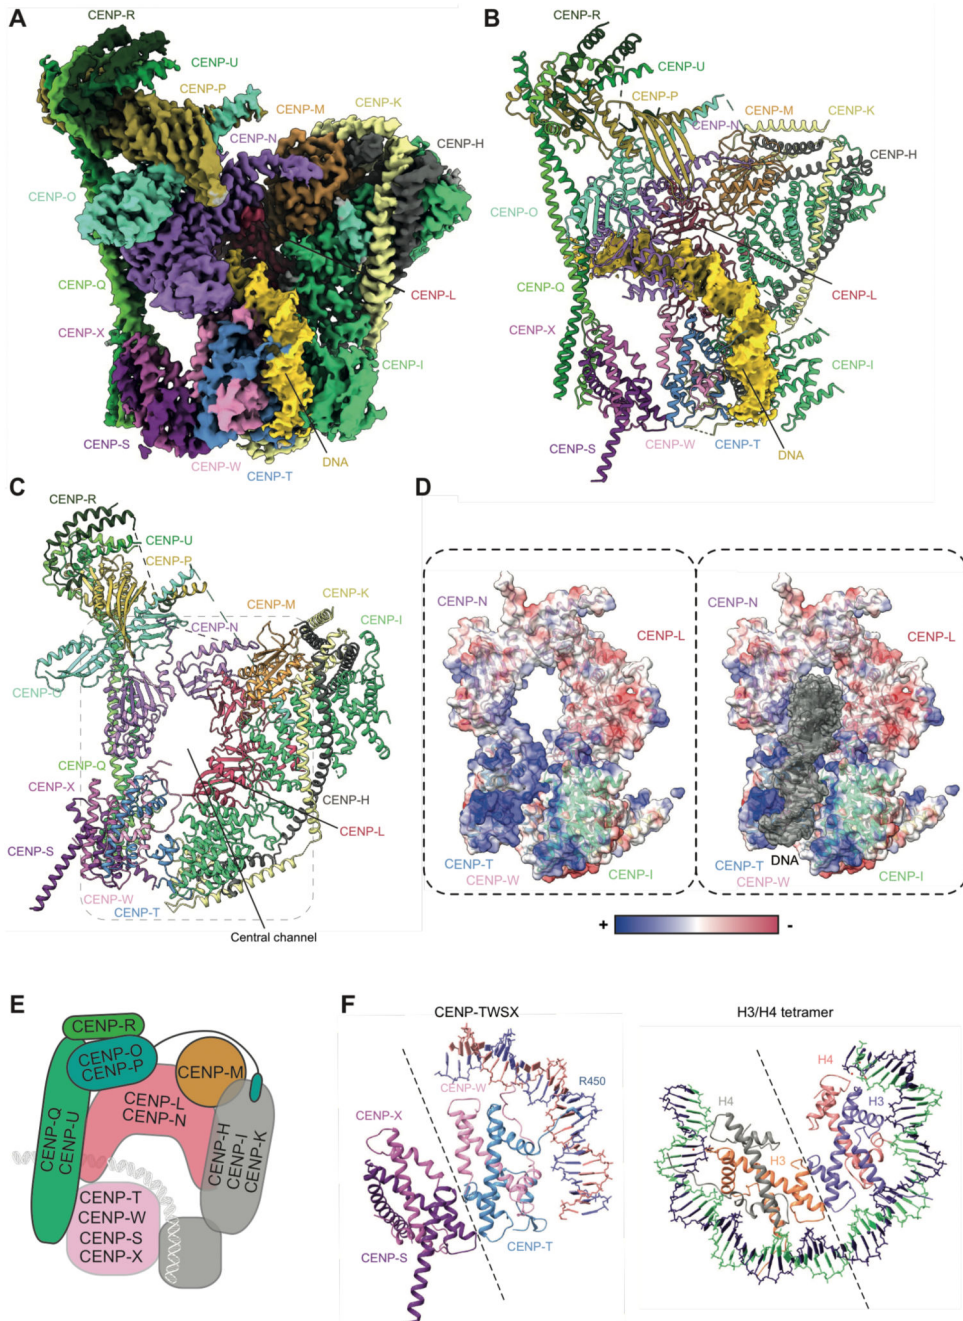 A
CENP-R
CENP-U
CENP-P
CENP-M
CENP-K
CENP-N
CENP-H
CENP-O
CENP-Q
CENP-L
CENP-X
CENP-I
CENP-S
CENP-W
DNA
CENP-T
B
CENP-R
CENP-U
CENP-P
CENP-M
CENP-K
CENP-N
CENP-H
CENP-O
CENP-Q
CENP-L
CENP-X
CENP-I
CENP-S
CENP-W
CENP-T
DNA
C
CENP-R
CENP-U
CENP-P
CENP-K
CENP-M
CENP-I
CENP-N
CENP-O
CENP-Q
CENP-X
CENP-H
CENP-L
CENP-S
CENP-W
CENP-T
Central channel
D
CENP-N
CENP-L
CENP-T
CENP-W
CENP-I
CENP-N
CENP-L
CENP-T
DNA
CENP-W
CENP-I
+
-
E
CENP-R
CENP-O
CENP-P
CENP-M
CENP-Q
CENP-U
CENP-L
CENP-N
CENP-H
CENP-I
CENP-K
CENP-T
CENP-W
CENP-S
CENP-X
F
CENP-TWSX
CENP-W
R450
CENP-X
CENP-S
CENP-T
H3/H4 tetramer
H4
H3
H4
H3